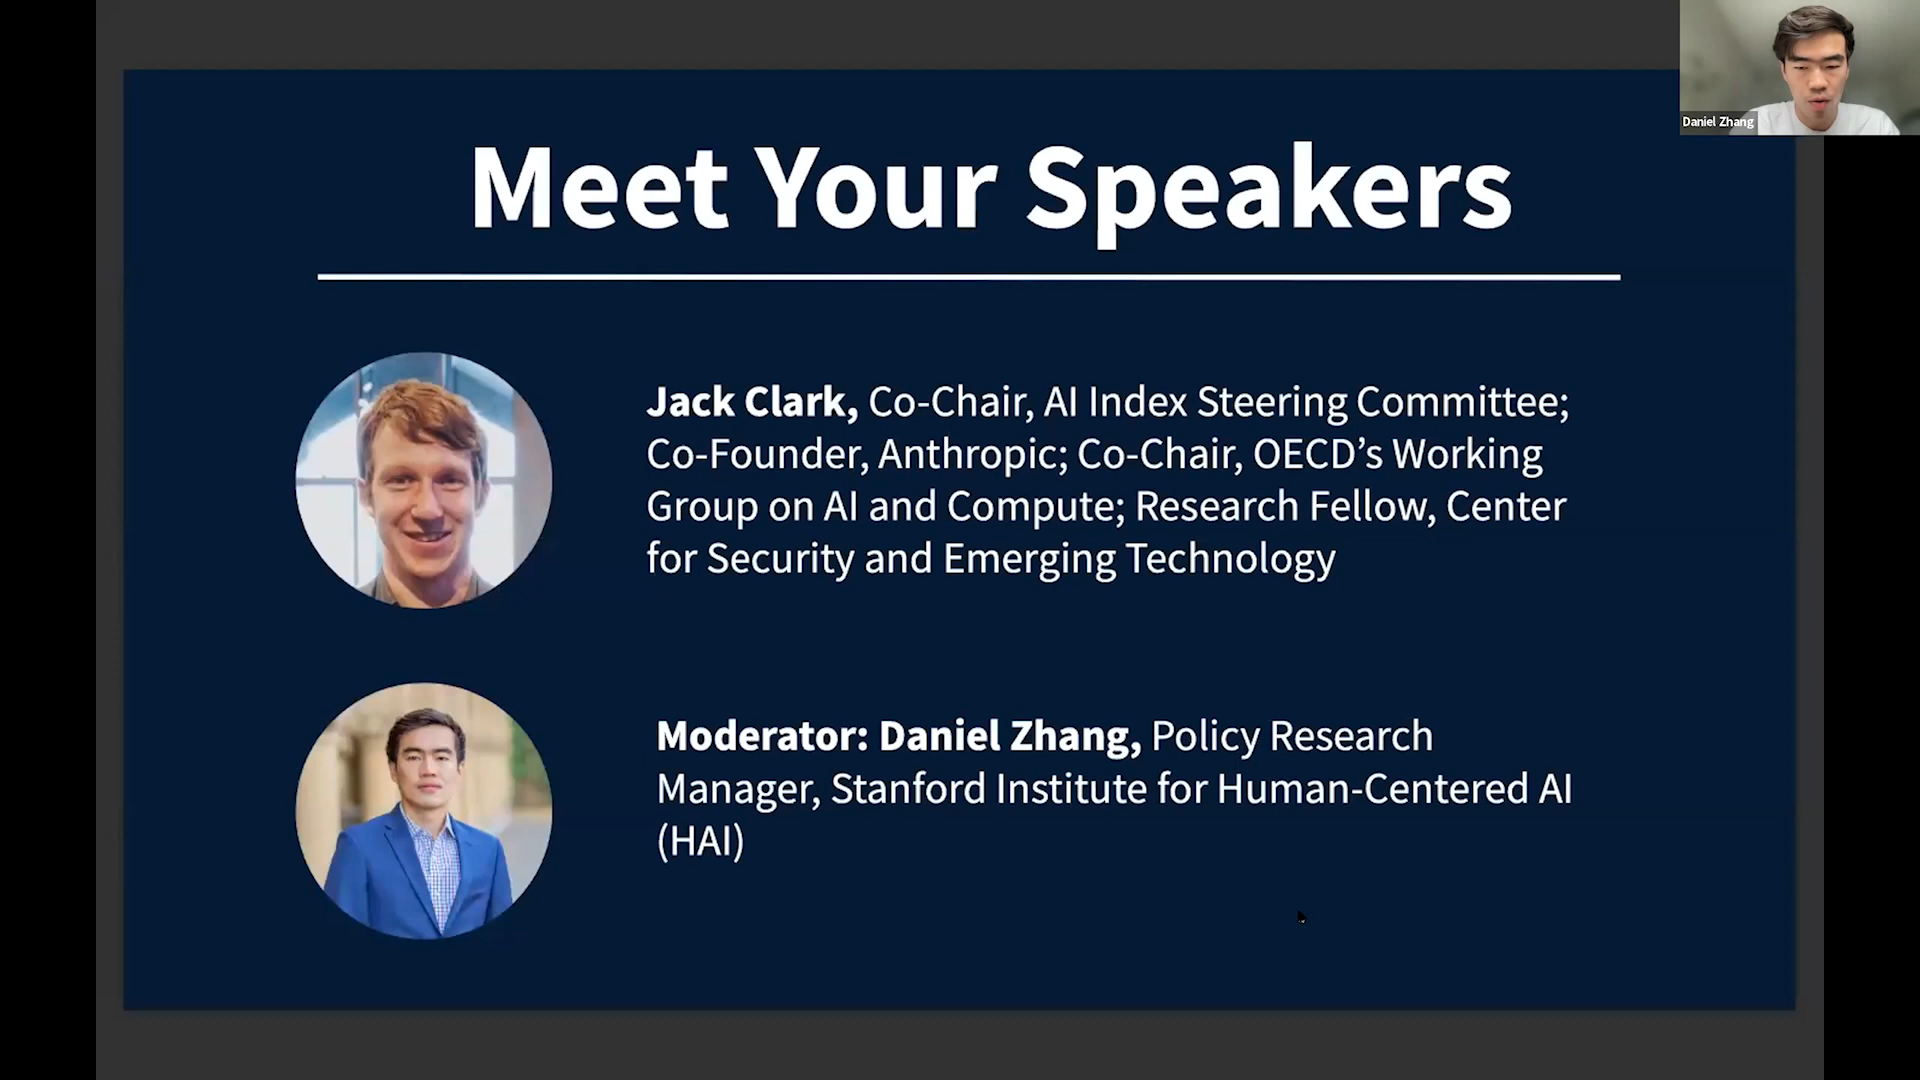 Daniel Zhang
Meet Your Speakers
Jack Clark, Co-Chair, AI Index Steering Committee;
Co-Founder, Anthropic; Co-Chair, OECD’s Working
Group on AI and Compute; Research Fellow, Center
for Security and Emerging Technology
Moderator: Daniel Zhang, Policy Research
Manager, Stanford Institute for Human-Centered AI
(HAI)